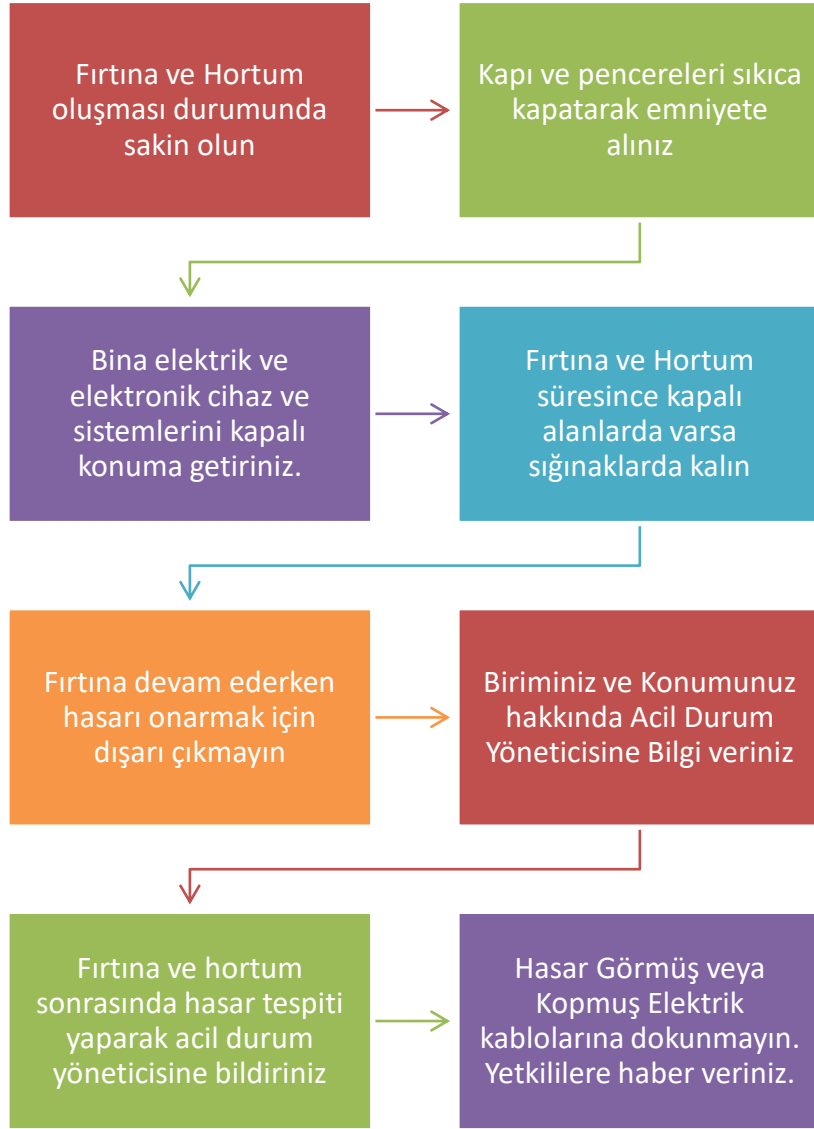 Fırtına ve Hortum
oluşması durumunda
sakin olun
Kapı ve pencereleri sıkıca
kapatarak emniyete
alınız
Bina elektrik ve
elektronik cihaz ve
sistemlerini kapalı
konuma getiriniz.
Fırtına ve Hortum
süresince kapalı
alanlarda varsa
sığınaklarda kalın
Fırtına devam ederken
hasarı onarmak için
dışarı çıkmayın
Biriminiz ve Konumunuz
hakkında Acil Durum
Yöneticisine Bilgi veriniz
Fırtına ve hortum
sonrasında hasar tespiti
yaparak acil durum
yöneticisine bildiriniz
Hasar Görmüş veya
Kopmuş Elektrik
kablolarına dokunmayın.
Yetkililere haber veriniz.